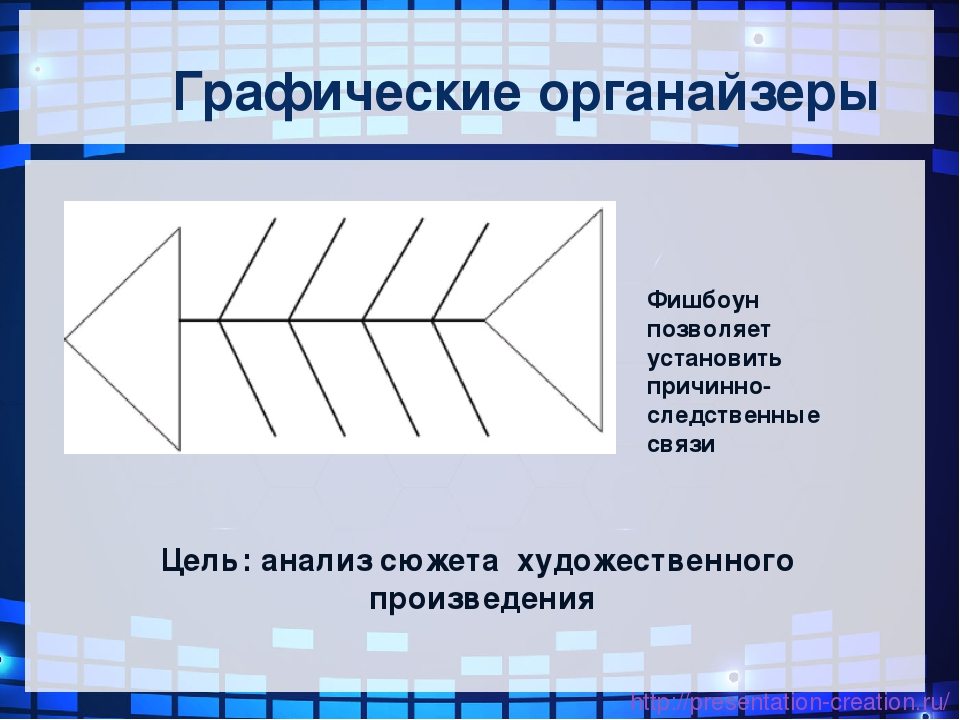 Графические органайзеры
Фишбоун
позволяет
установить
причинно-
следственные
связи
Цель: анализ сюжета художественного
произведения
http://presentation-creation.ru/